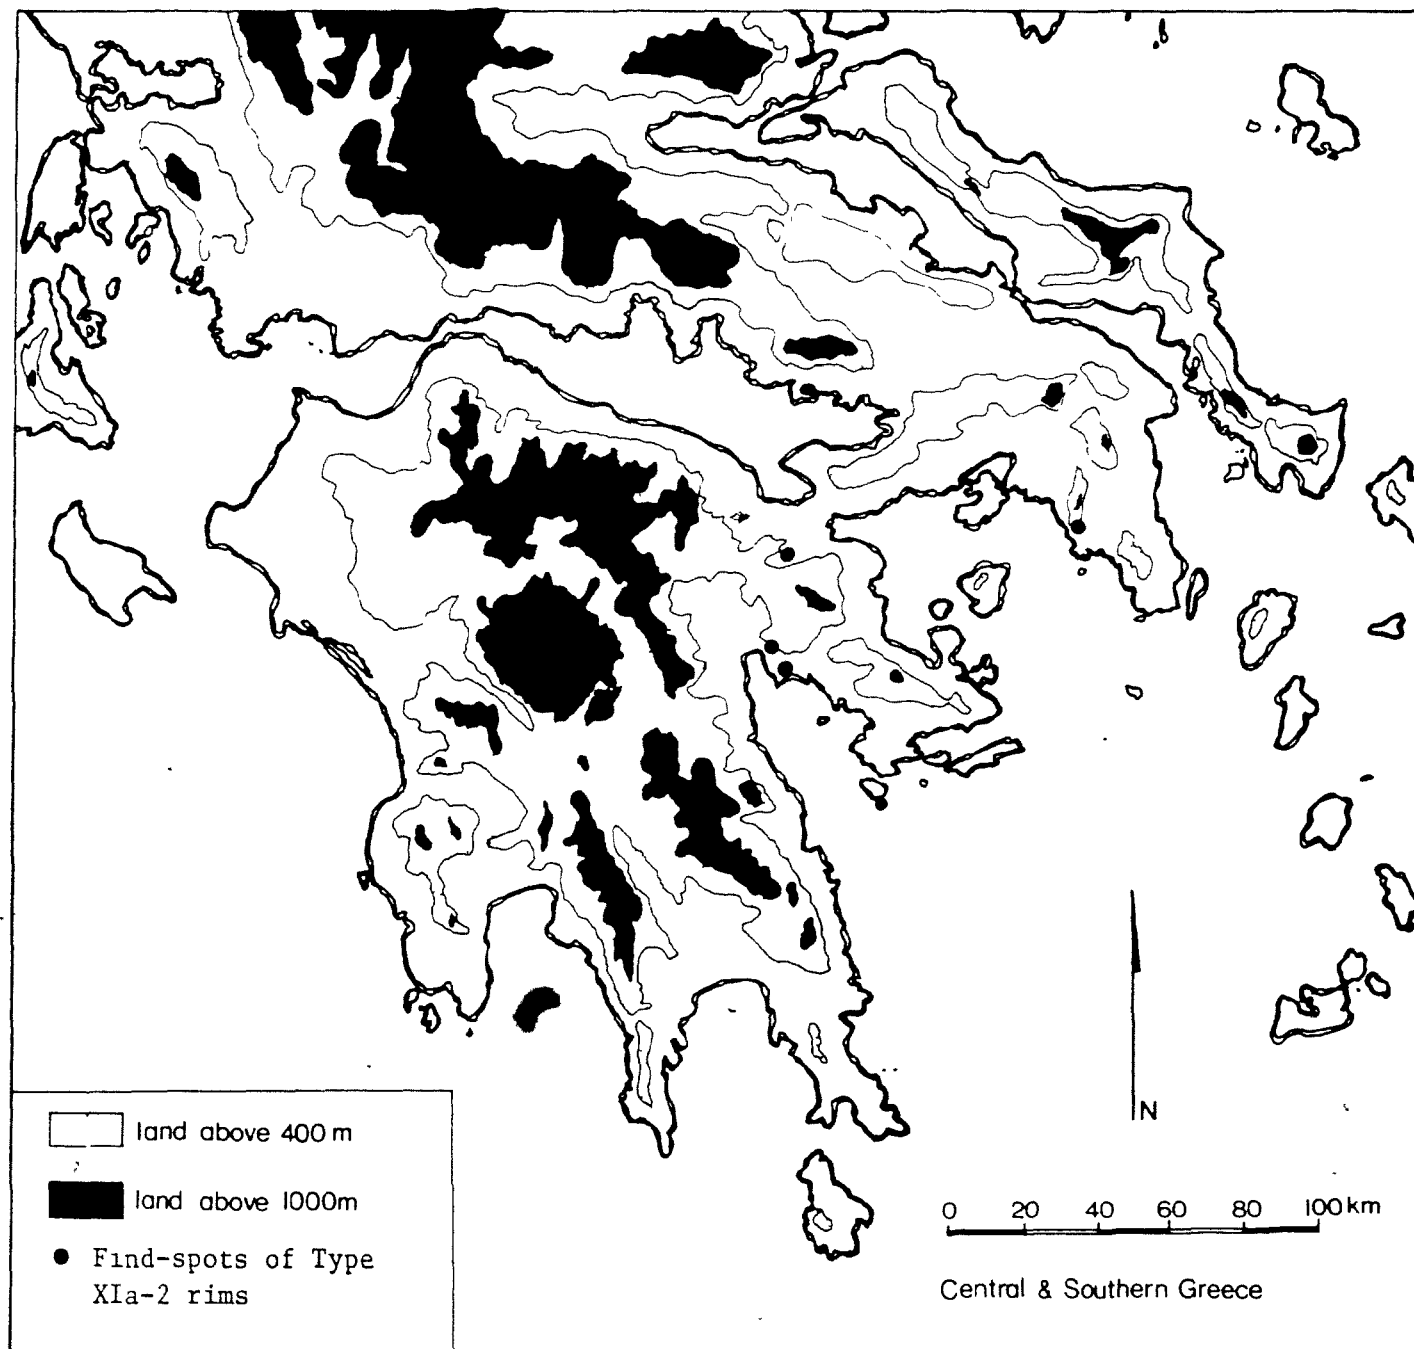 land above 400 m
land above 1000m
Find-spots of Type
XIa-2 rims
N
0 20 40 60 80 100 km
Central & Southern Greece